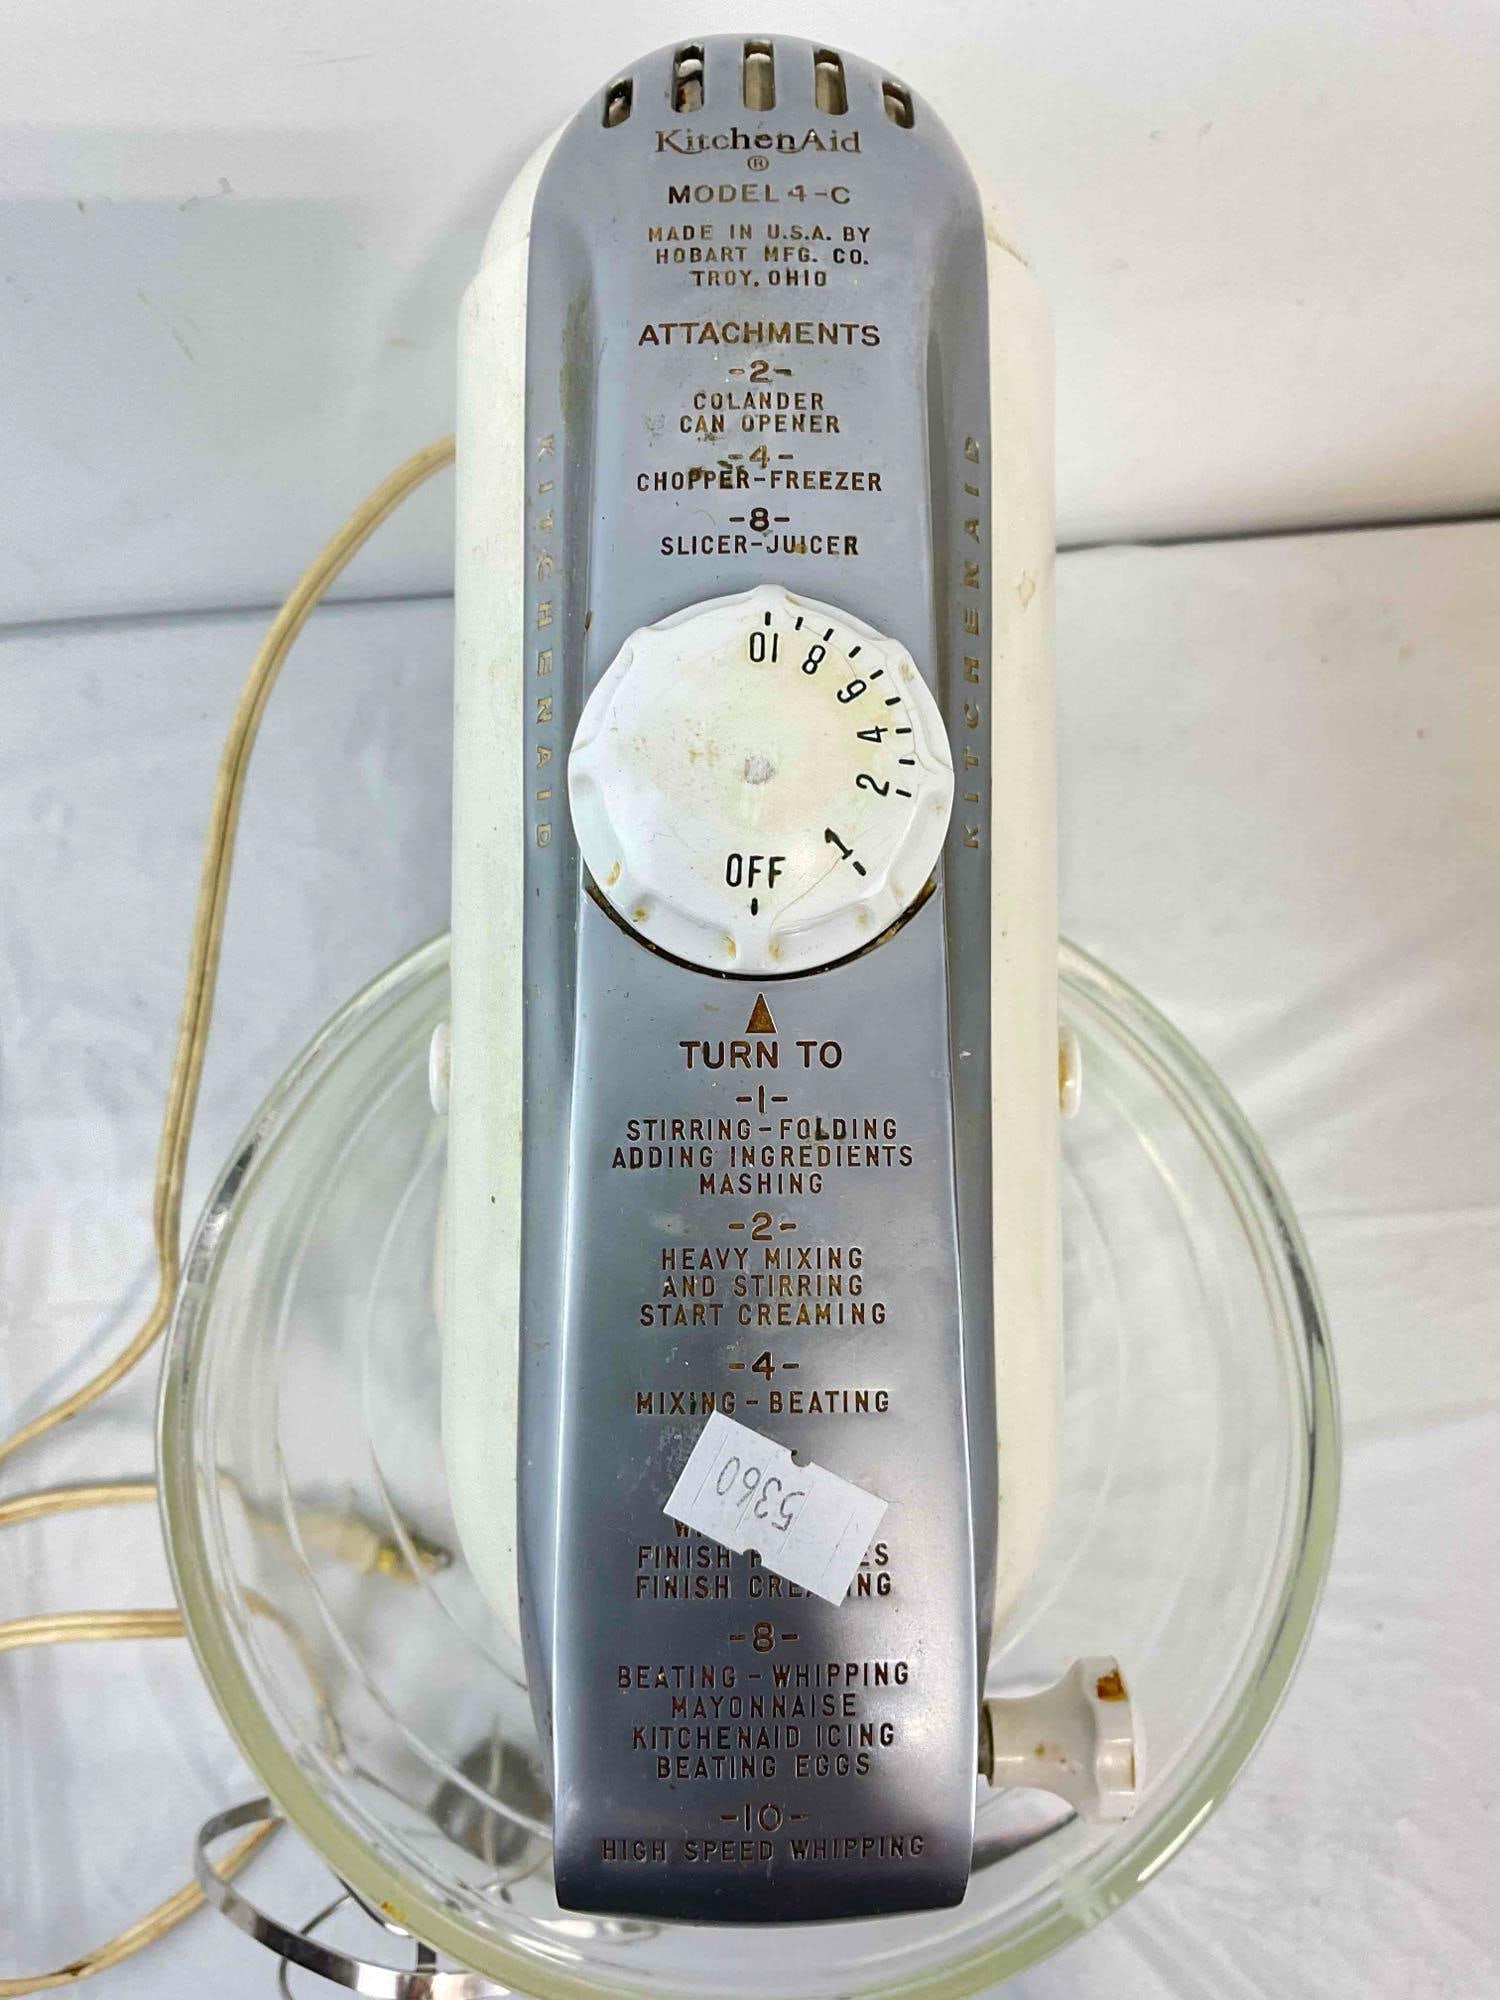 KitchenAid
®
MODEL 4-C
MADE IN U.S.A. BY
HOBART MFG. CO.
TROY, OHIO
ATTACHMENTS
-2-
COLANDER
CAN OPENER
-4-
CHOPPER-FREEZER
-8-
SLICER-JUICER
KITCHENAID
KITCHENAID
10 8 6 4 2 1 OFF
TURN TO
-1-
STIRRING-FOLDING
ADDING INGREDIENTS
MASHING
-2-
HEAVY MIXING
AND STIRRING
START CREAMING
-4-
MIXING-BEATING
5360
FINISH
FINISH
-8-
BEATING-WHIPPING
MAYONNAISE
KITCHENAID ICING
BEATING EGGS
-10-
HIGH SPEED WHIPPING